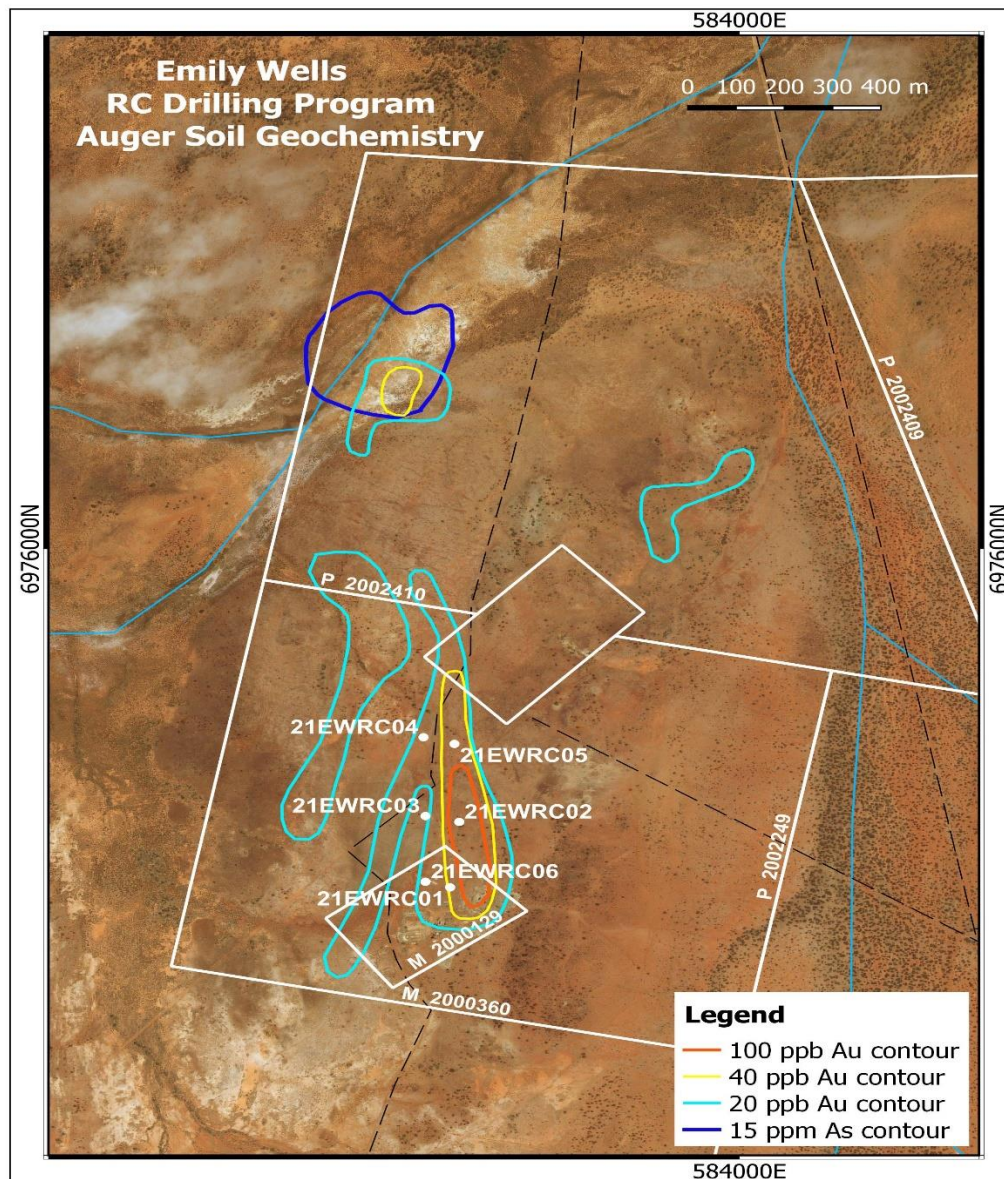 584000E
Emily Wells
RC Drilling Program
Auger Soil Geochemistry
0 100 200 300 400 m
P 2002409
6976000N
6976000N
P 2002410
21EWRC04
21EWRC05
21EWRC03
21EWRC02
P 2002249
21EWRC06
21EWRC01
M 2000129
M 2000360
Legend
100 ppb Au contour
40 ppb Au contour
20 ppb Au contour
15 ppm As contour
584000E